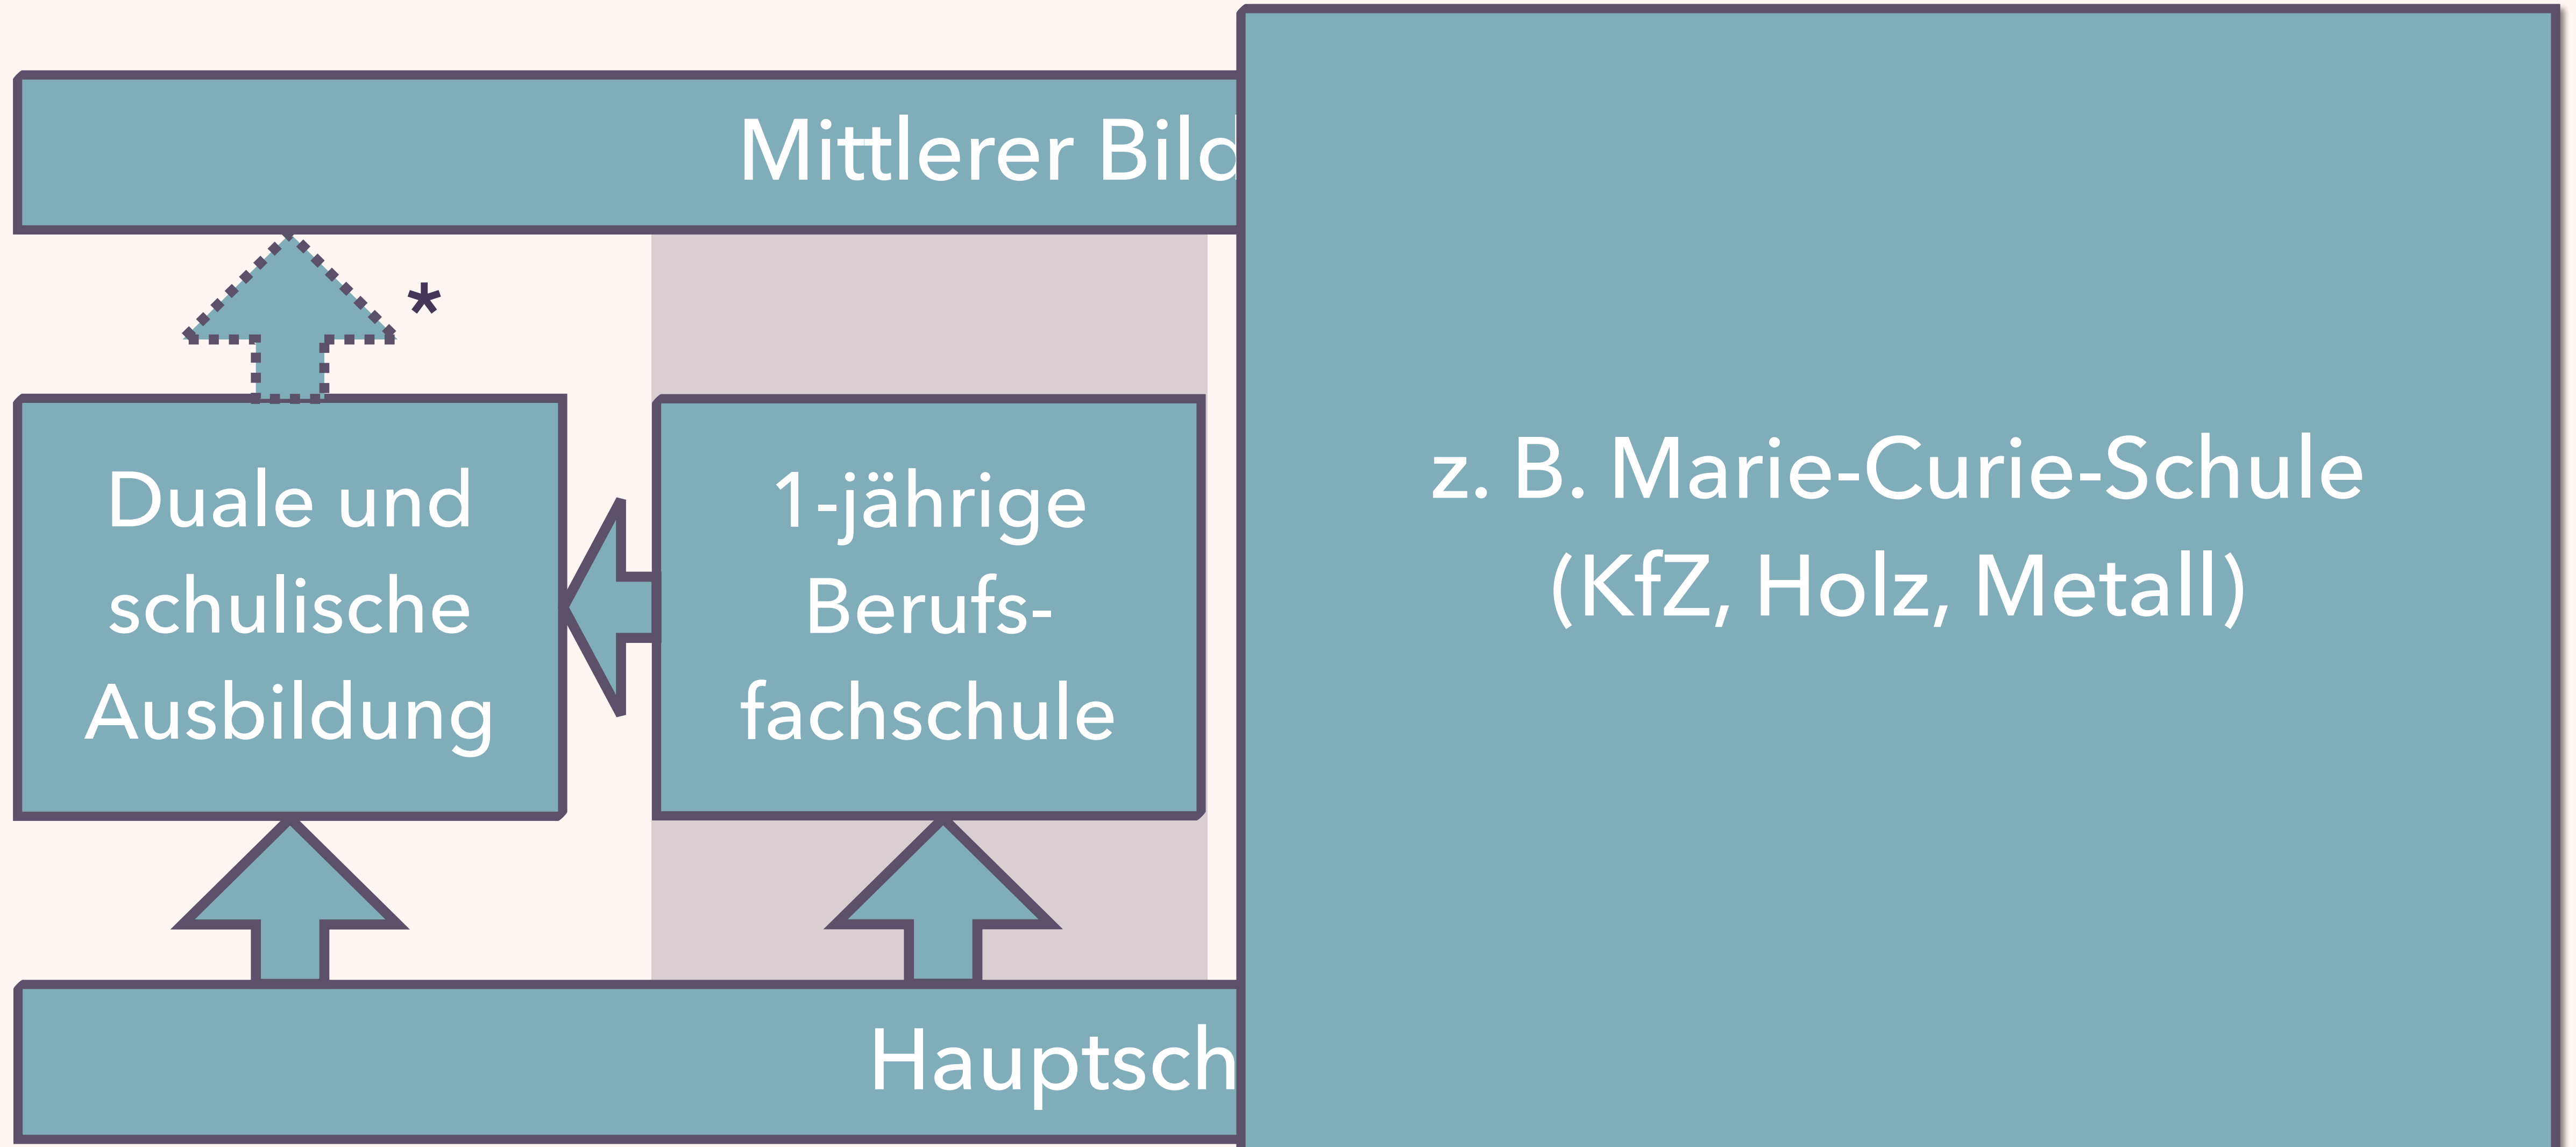 Mittlerer Bild
*
Duale und
schulische
Ausbildung
1-jährige
Berufs-
fachschule
z. B. Marie-Curie-Schule
(KfZ, Holz, Metall)
Hauptsch